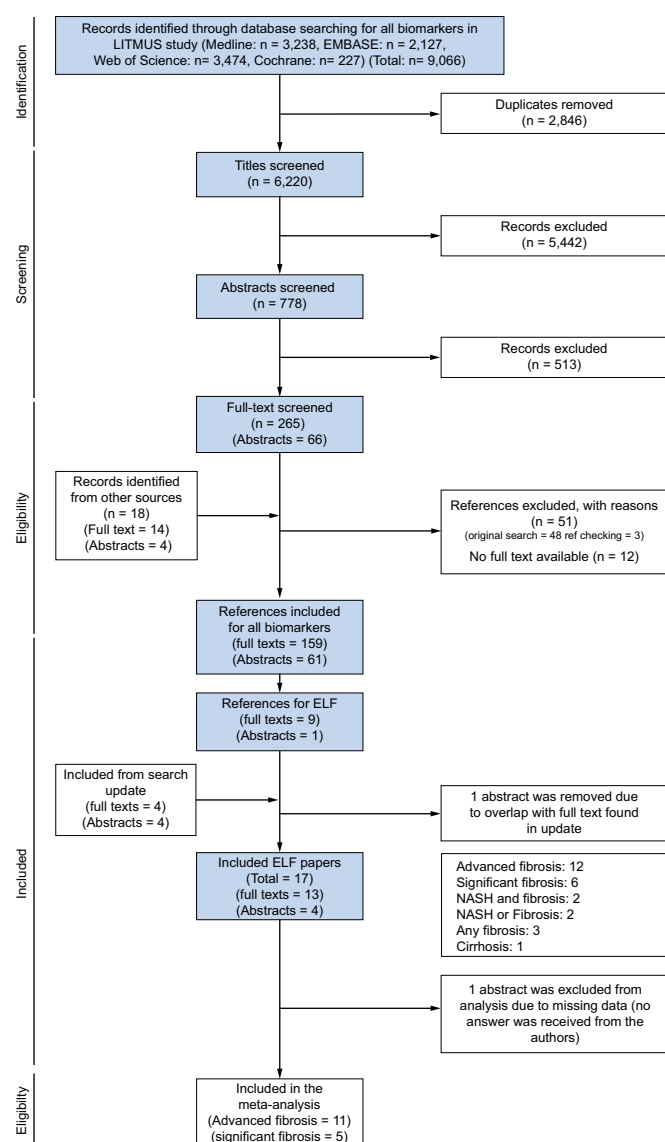 Identification
Records identified through database searching for all biomarkers in
LITMUS study (Medline: n = 3,238, EMBASE: n = 2,127,
Web of Science: n= 3,474, Cochrane: n= 227) (Total: n= 9,066)
Duplicates removed
(n = 2,846)
Screening
Titles screened
(n = 6,220)
Records excluded
(n = 5,442)
Abstracts screened
(n = 778)
Records excluded
(n = 513)
Eligibility
Full-text screened
(n = 265)
(Abstracts = 66)
Records identified
from other sources
(n = 18)
(Full text = 14)
(Abstracts = 4)
References excluded, with reasons
(n = 51)
(original search = 48 ref checking = 3)
No full text available (n = 12)
References included
for all biomarkers
(full texts = 159)
(Abstracts = 61)
Included
References for ELF
(full texts = 9)
(Abstracts = 1)
Included from search
update
(full texts = 4)
(Abstracts = 4)
1 abstract was removed due
to overlap with full text found
in update
Included ELF papers
(Total = 17)
(full texts = 13)
(Abstracts = 4)
Advanced fibrosis: 12
Significant fibrosis: 6
NASH and fibrosis: 2
NASH or Fibrosis: 2
Any fibrosis: 3
Cirrhosis: 1
1 abstract was excluded from
analysis due to missing data (no
answer was received from the
authors)
Eligibilty
Included in the
meta-analysis
(Advanced fibrosis = 11)
(significant fibrosis = 5)